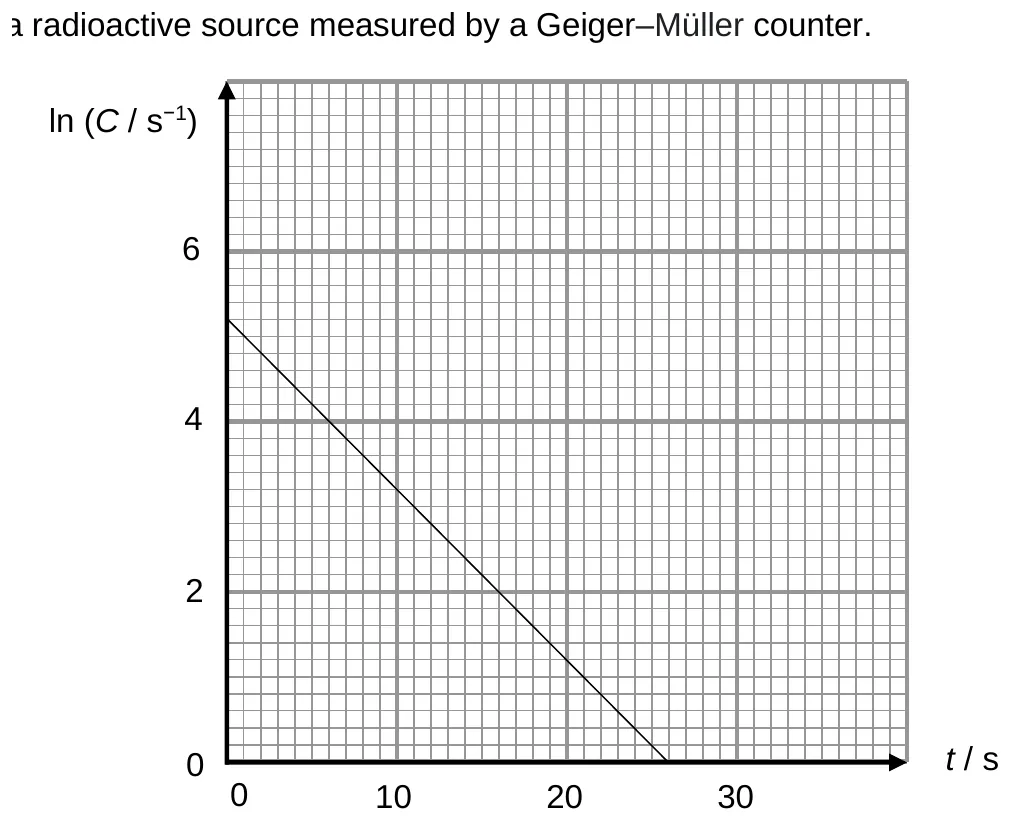 a radioactive source measured by a Geiger–Müller counter.
ln (C / s⁻¹)
6
4
2
0
t / s
0 10 20 30